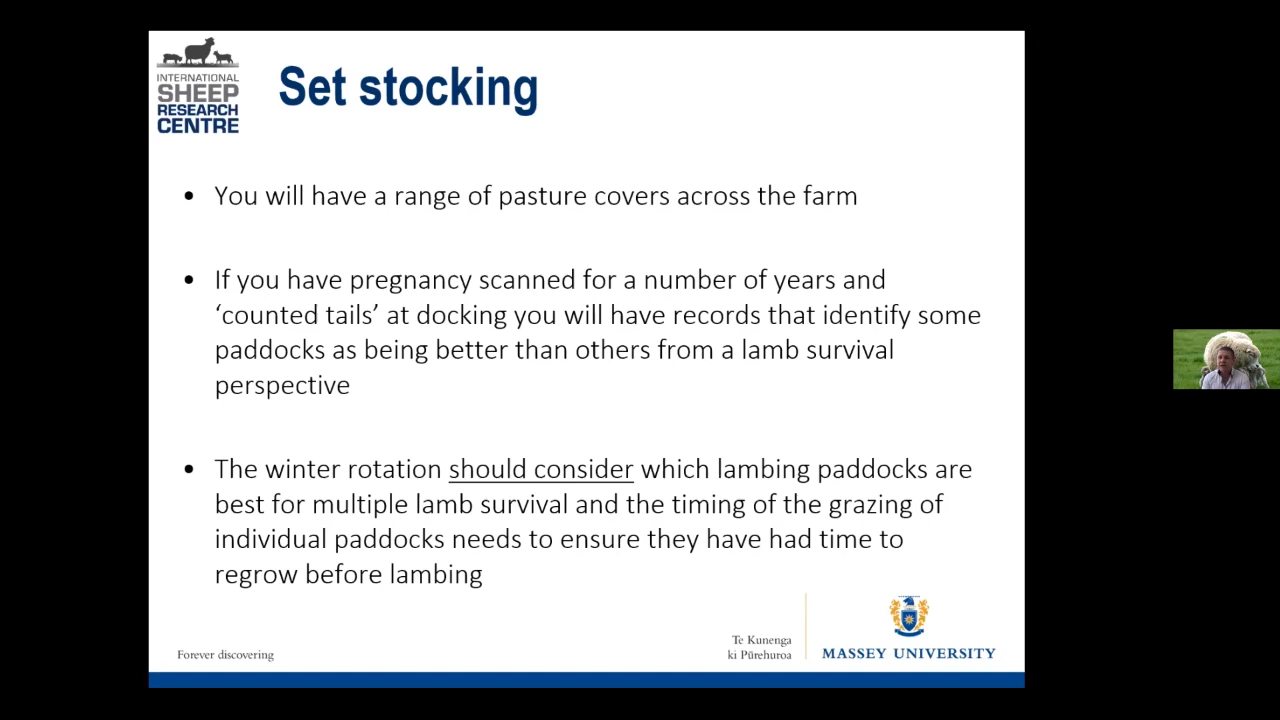 INTERNATIONAL
SHEEP
RESEARCH
CENTRE
Set stocking
• You will have a range of pasture covers across the farm
• If you have pregnancy scanned for a number of years and
‘counted tails’ at docking you will have records that identify some
paddocks as being better than others from a lamb survival
perspective
• The winter rotation should consider which lambing paddocks are
best for multiple lamb survival and the timing of the grazing of
individual paddocks needs to ensure they have had time to
regrow before lambing
Forever discovering
Te Kunenga
ki Pūrehuroa
MASSEY UNIVERSITY